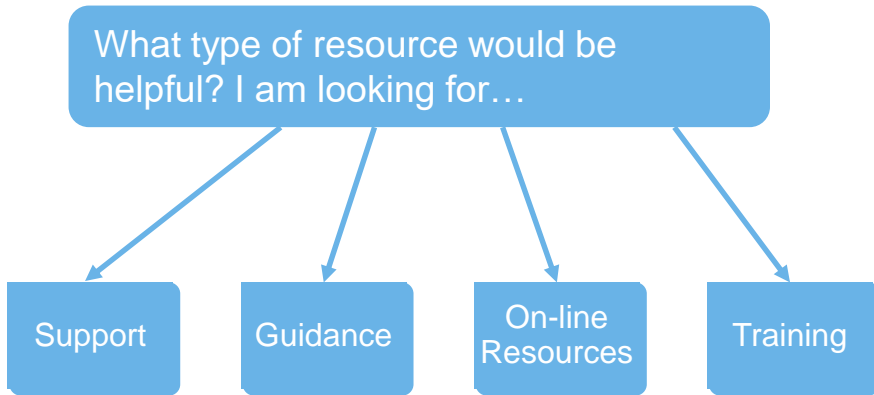 What type of resource would be
helpful? I am looking for…
Support
Guidance
On-line
Resources
Training